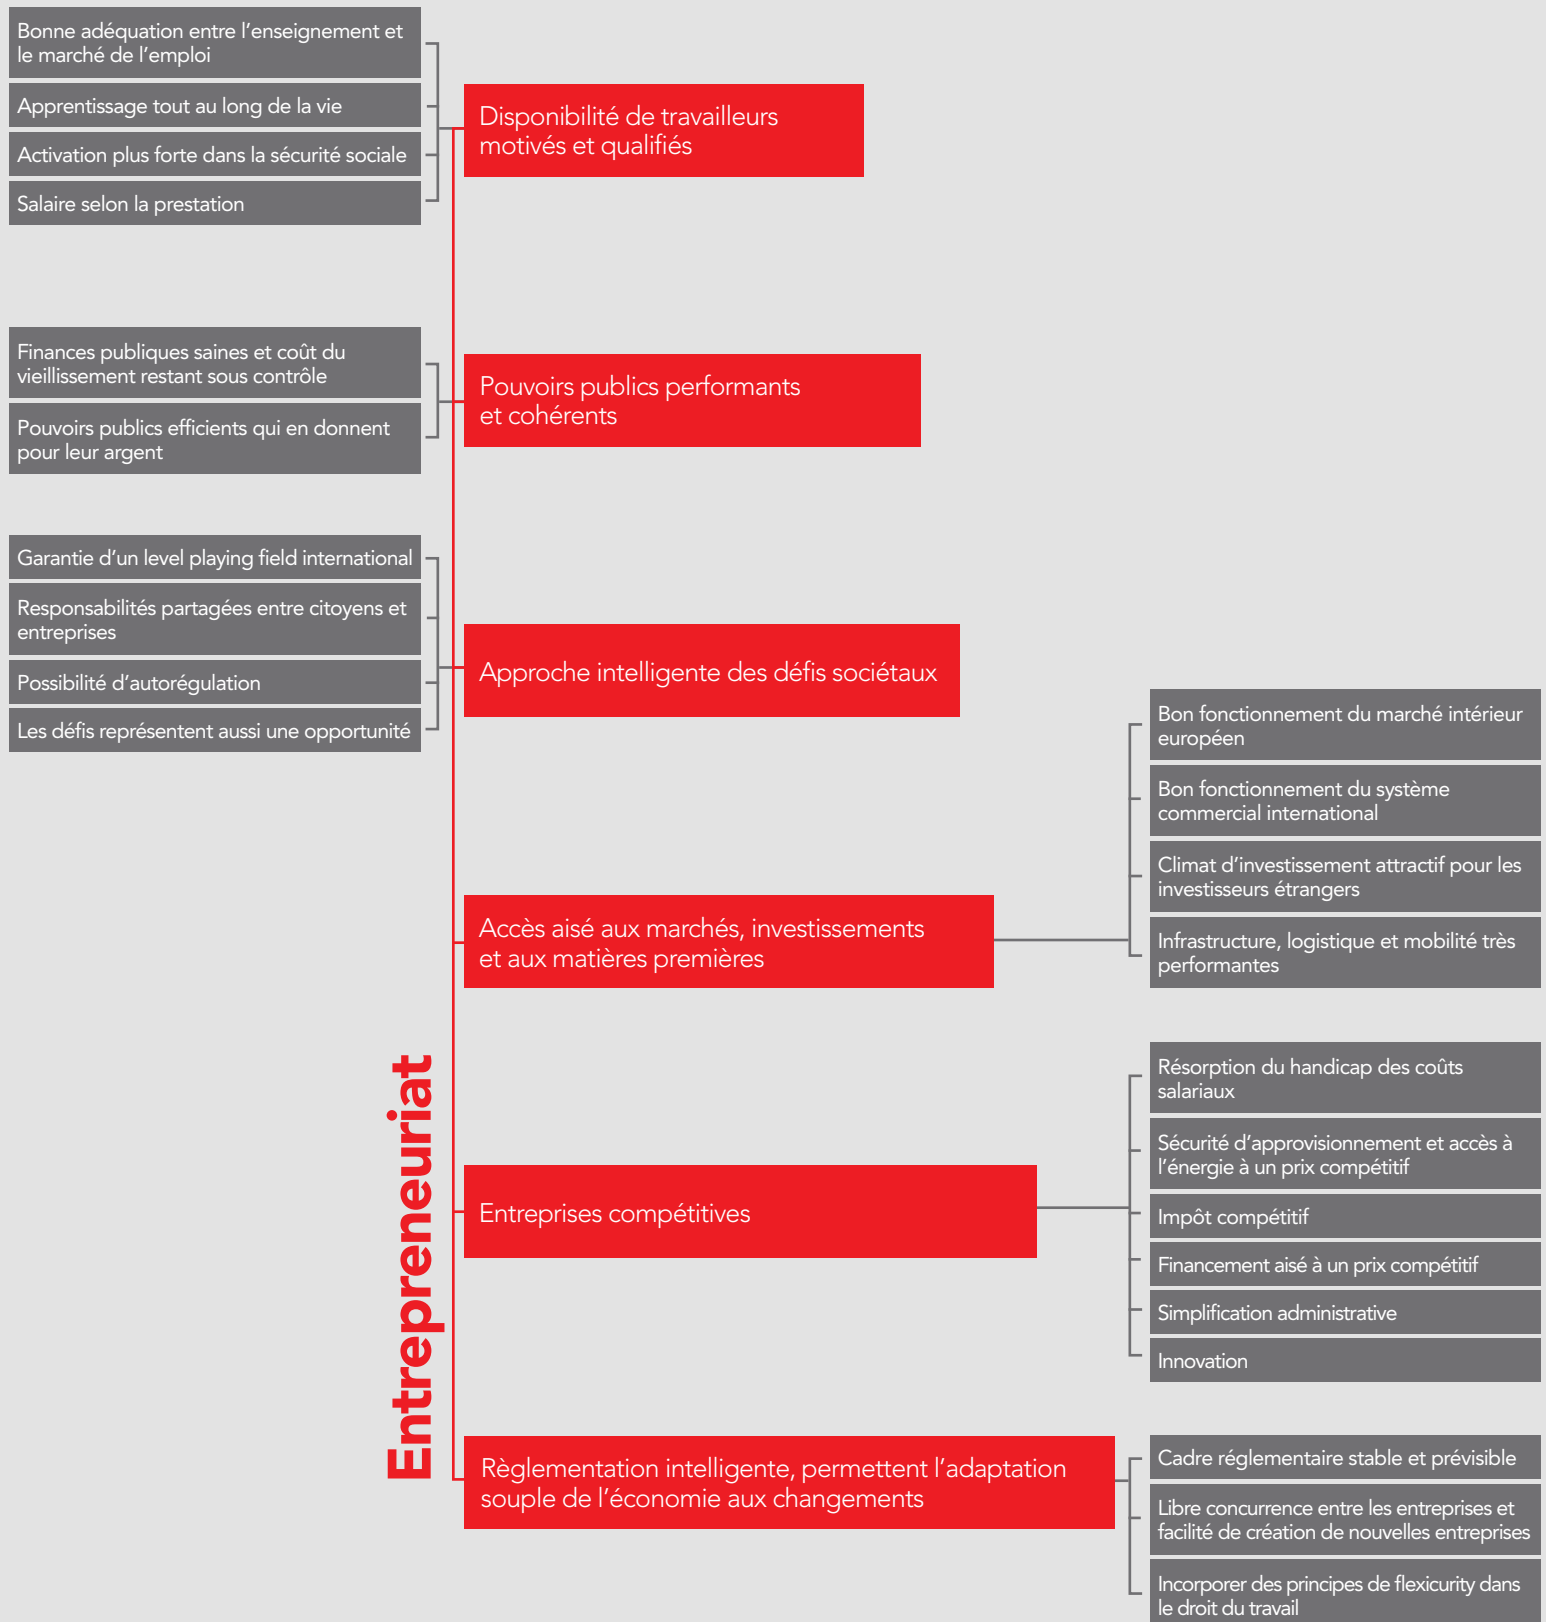 Bonne adéquation entre l’enseignement et
le marché de l’emploi
Apprentissage tout au long de la vie
Activation plus forte dans la sécurité sociale
Salaire selon la prestation
Disponibilité de travailleurs
motivés et qualifiés
Finances publiques saines et coût du
vieillissement restant sous contrôle
Pouvoirs publics efficients qui en donnent
pour leur argent
Pouvoirs publics performants
et cohérents
Garantie d’un level playing field international
Responsabilités partagées entre citoyens et
entreprises
Possibilité d’autorégulation
Les défis représentent aussi une opportunité
Approche intelligente des défis sociétaux
Accès aisé aux marchés, investissements
et aux matières premières
Bon fonctionnement du marché intérieur
européen
Bon fonctionnement du système
commercial international
Climat d’investissement attractif pour les
investisseurs étrangers
Infrastructure, logistique et mobilité très
performantes
Entrepreneuriat
Entreprises compétitives
Résorption du handicap des coûts
salariaux
Sécurité d’approvisionnement et accès à
l’énergie à un prix compétitif
Impôt compétitif
Financement aisé à un prix compétitif
Simplification administrative
Innovation
Règlementation intelligente, permettent l’adaptation
souple de l’économie aux changements
Cadre réglementaire stable et prévisible
Libre concurrence entre les entreprises et
facilité de création de nouvelles entreprises
Incorporer des principes de flexicurity dans
le droit du travail